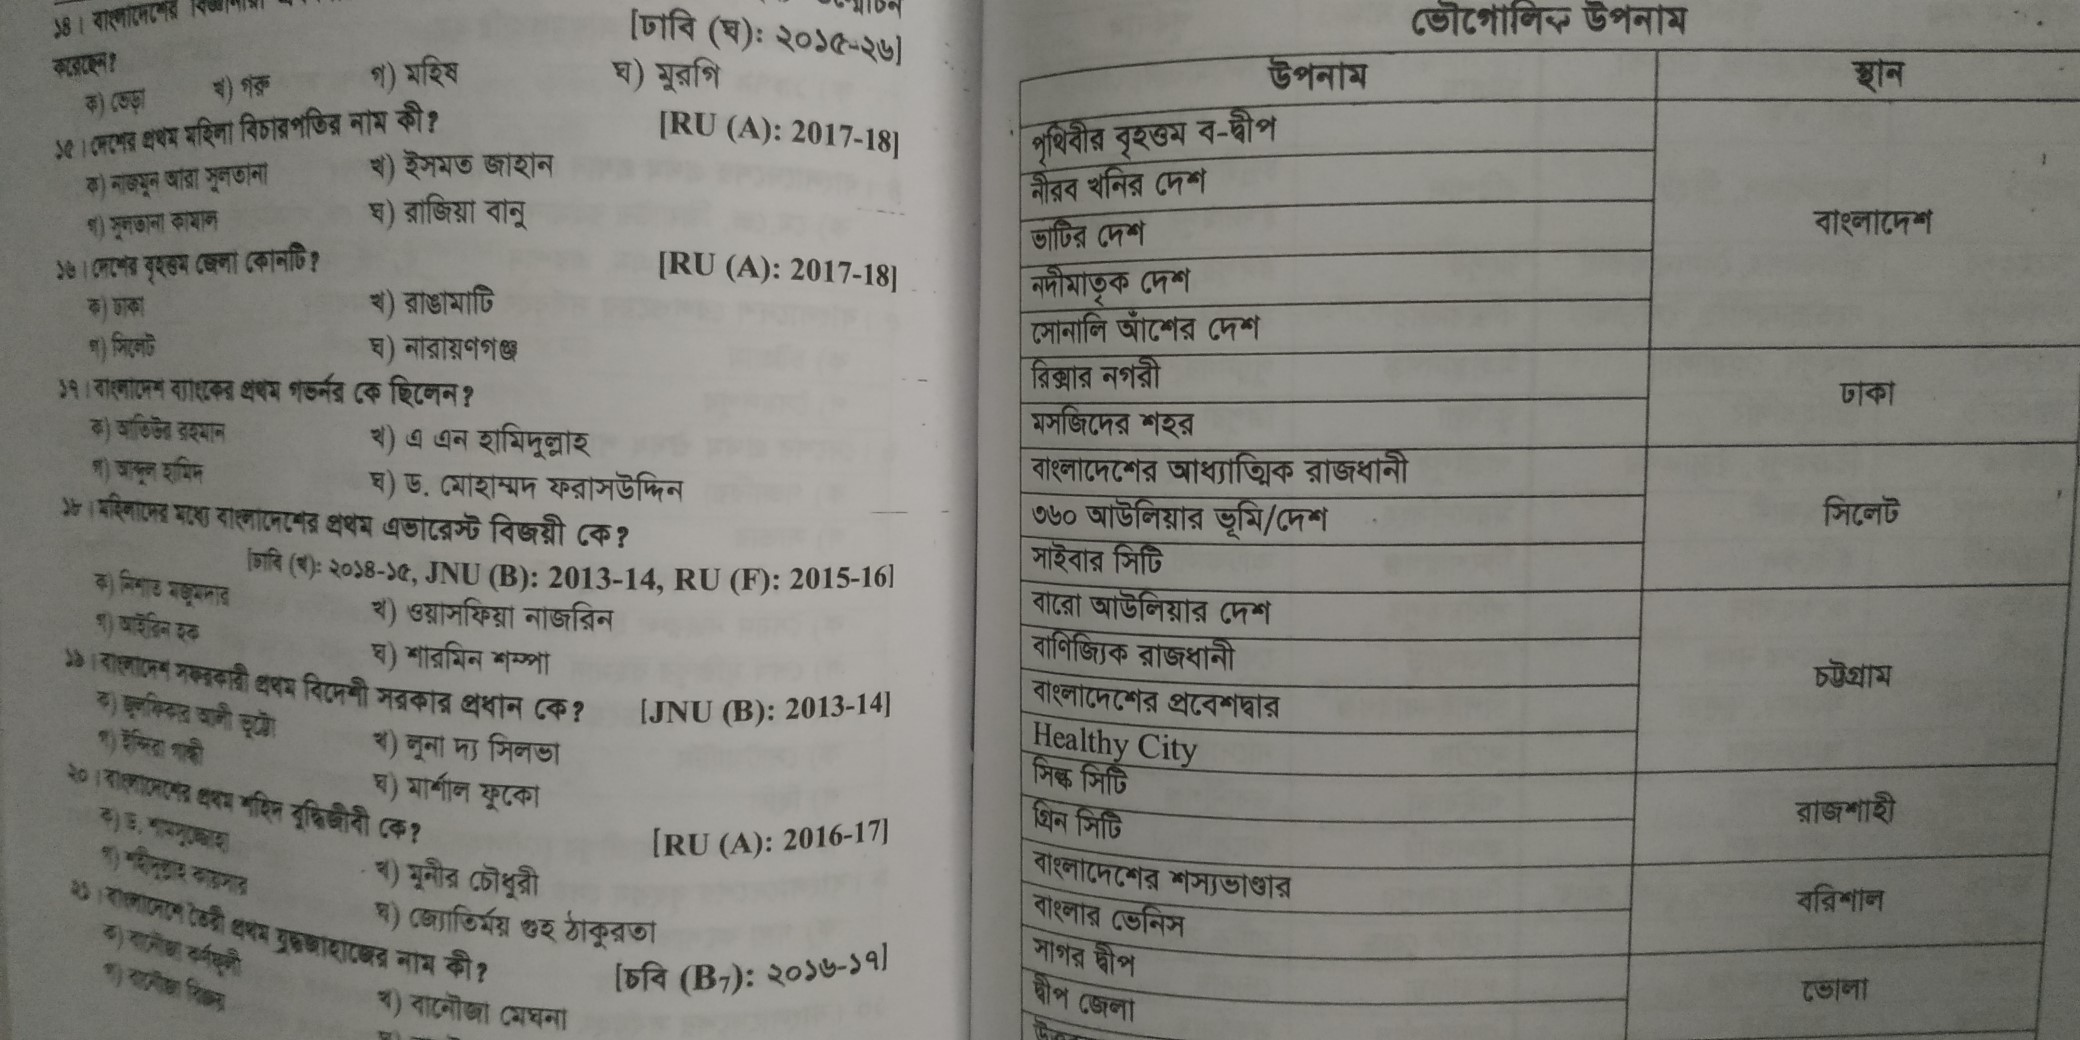 ১৪। বাংলাদেশের
করেছেন?
[ঢাবি (ঘ): ২০১৫-২৬]
ক) ভেড়া খ) গরু গ) মহিষ ঘ) মুরগি
১৫। দেশের প্রথম মহিলা বিচারপতির নাম কী? [RU (A): 2017-18]
ক) নাজমুন আরা সুলতানা খ) ইসমত জাহান
গ) সুলতানা কামাল ঘ) রাজিয়া বানু
১৬। দেশের বৃহত্তম জেলা কোনটি? [RU (A): 2017-18]
ক) ঢাকা খ) রাঙামাটি
গ) সিলেট ঘ) নারায়ণগঞ্জ
১৭। বাংলাদেশ ব্যাংকের প্রথম গভর্নর কে ছিলেন?
ক) আতিউর রহমান খ) এ এন হামিদুল্লাহ
গ) আব্দুল হামিদ ঘ) ড. মোহাম্মদ ফরাসউদ্দিন
১৮। মহিলাদের মধ্যে বাংলাদেশের প্রথম এভারেস্ট বিজয়ী কে?
[ঢাবি (খ): ২০১৪-১৫, JNU (B): 2013-14, RU (F): 2015-16]
ক) নিশাত মজুমদার খ) ওয়াসফিয়া নাজরিন
গ) আইরিন হক ঘ) শারমিন শম্পা
১৯। বাংলাদেশ সফরকারী প্রথম বিদেশী সরকার প্রধান কে? [JNU (B): 2013-14]
ক) জুলফিকার আলী ভূট্টো খ) লুনা দ্য সিলভা
গ) ইন্দিরা গান্ধী ঘ) মার্শাল ফুকো
২০। বাংলাদেশের প্রথম শহিদ বুদ্ধিজীবী কে? [RU (A): 2016-17]
ক) ড. শামসুজ্জোহা খ) মুনীর চৌধুরী
গ) শহীদুল্লাহ কায়সার ঘ) জ্যোতির্ময় গুহ ঠাকুরতা
২১। বাংলাদেশে তৈরী প্রথম যুদ্ধজাহাজের নাম কী? [চবি (B7): ২০১৬-১৭]
ক) বানৌজা কর্ণফুলী খ) বানৌজা মেঘনা
গ) বানৌজা
ভৌগোলিক উপনাম
উপনাম স্থান
পৃথিবীর বৃহত্তম ব-দ্বীপ
নীরব খনির দেশ
ভাটির দেশ
বাংলাদেশ
নদীমাতৃক দেশ
সোনালি আঁশের দেশ
রিক্সার নগরী
ঢাকা
মসজিদের শহর
বাংলাদেশের আধ্যাত্মিক রাজধানী
৩৬০ আউলিয়ার ভূমি/দেশ
সিলেট
সাইবার সিটি
বারো আউলিয়ার দেশ
বাণিজ্যিক রাজধানী
চট্টগ্রাম
বাংলাদেশের প্রবেশদ্বার
Healthy City
সিল্ক সিটি
রাজশাহী
গ্রিন সিটি
বাংলাদেশের শস্যভাণ্ডার
বরিশাল
বাংলার ভেনিস
সাগর দ্বীপ
ভোলা
দ্বীপ জেলা